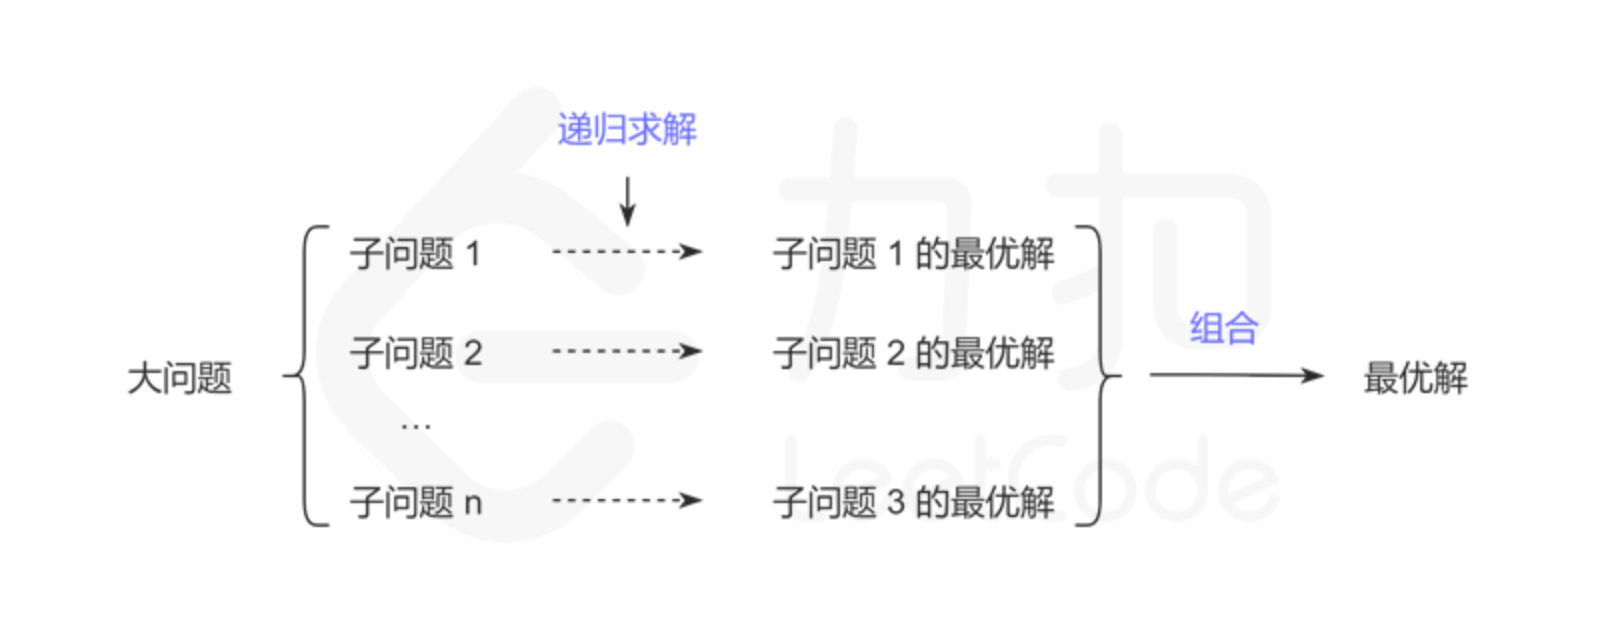 递归求解
子问题 1
子问题 1 的最优解
子问题 2
子问题 2 的最优解
组合
大问题
最优解
...
子问题 n
子问题 3 的最优解
力扣
LeetCode